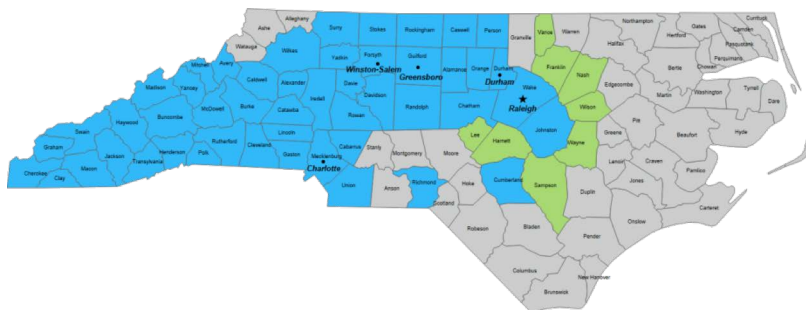 Ashe
Alleghany
Surry
Stokes
Rockingham
Caswell
Person
Granville
Vance
Warren
Northampton
Gates
Currituck
Camden
Pasquotank
Perquimans
Hertford
Halifax
Chowan
Bertie
Watauga
Wilkes
Yadkin
Forsyth
Winston-Salem
Guilford
Greensboro
Alamance
Orange
Durham
Durham
Franklin
Nash
Edgecombe
Martin
Washington
Tyrrell
Dare
Mitchell
Avery
Caldwell
Alexander
Iredell
Davie
Davidson
Randolph
Chatham
Wake
Raleigh
Wilson
Madison
Yancey
McDowell
Burke
Catawba
Rowan
Johnston
Pitt
Beaufort
Hyde
Greene
Swain
Haywood
Buncombe
Lincoln
Graham
Rutherford
Cleveland
Gaston
Mecklenburg
Charlotte
Cabarrus
Stanly
Montgomery
Moore
Lee
Harnett
Wayne
Lenoir
Craven
Pamlico
Jackson
Henderson
Polk
Transylvania
Cherokee
Clay
Macon
Union
Anson
Richmond
Hoke
Scotland
Cumberland
Sampson
Duplin
Jones
Onslow
Carteret
Robeson
Bladen
Pender
Columbus
New Hanover
Brunswick